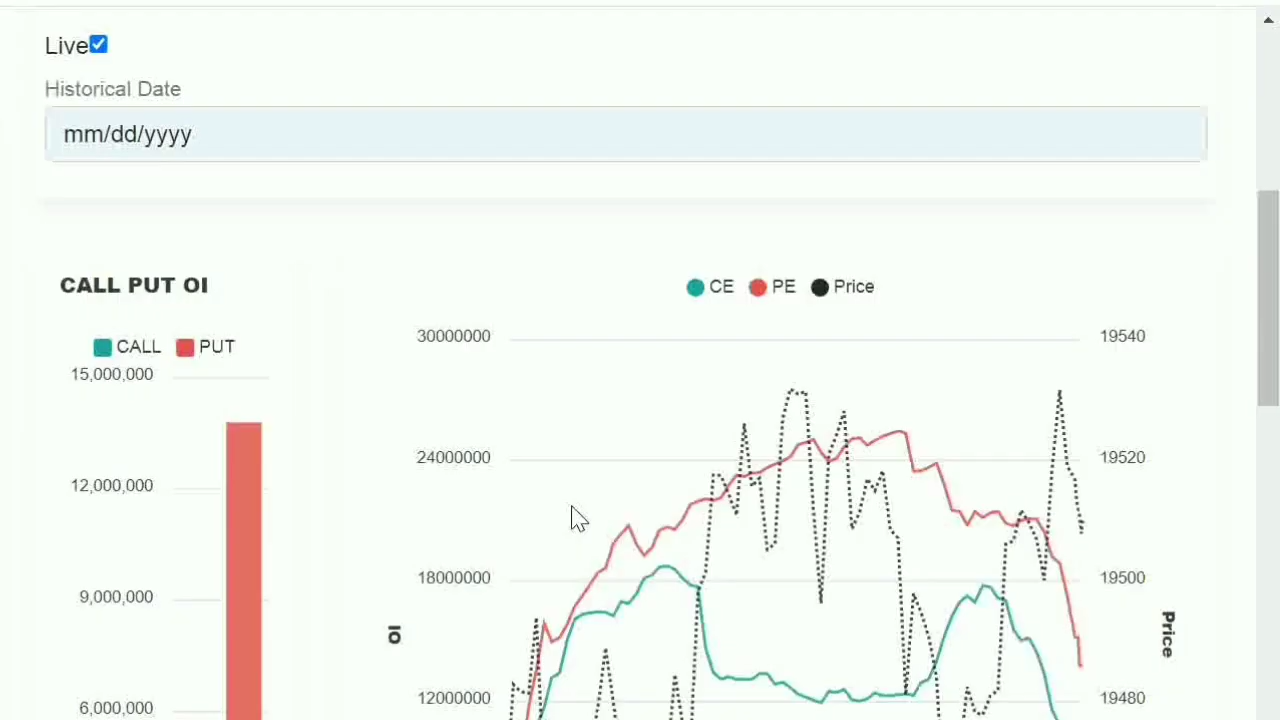 Live
Historical Date
mm/dd/yyyy
CALL PUT OI
CALL PUT
15,000,000
12,000,000
9,000,000
6,000,000
CE PE Price
30000000
24000000
18000000
12000000
OI
19540
19520
19500
19480
Price